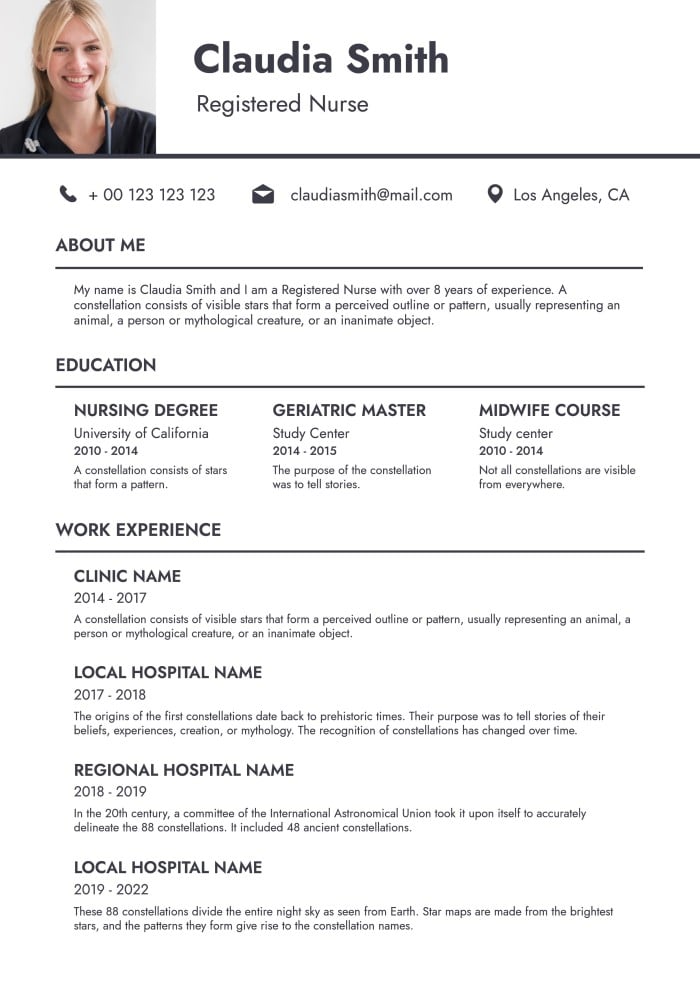 Claudia Smith
Registered Nurse
+ 00 123 123 123
claudiasmith@mail.com
Los Angeles, CA
ABOUT ME
My name is Claudia Smith and I am a Registered Nurse with over 8 years of experience. A
constellation consists of visible stars that form a perceived outline or pattern, usually representing an
animal, a person or mythological creature, or an inanimate object.
EDUCATION
NURSING DEGREE
University of California
2010 - 2014
A constellation consists of stars
that form a pattern.
GERIATRIC MASTER
Study Center
2014 - 2015
The purpose of the constellation
was to tell stories.
MIDWIFE COURSE
Study center
2010 - 2014
Not all constellations are visible
from everywhere.
WORK EXPERIENCE
CLINIC NAME
2014 - 2017
A constellation consists of visible stars that form a perceived outline or pattern, usually representing an animal, a
person or mythological creature, or an inanimate object.
LOCAL HOSPITAL NAME
2017 - 2018
The origins of the first constellations date back to prehistoric times. Their purpose was to tell stories of their
beliefs, experiences, creation, or mythology. The recognition of constellations has changed over time.
REGIONAL HOSPITAL NAME
2018 - 2019
In the 20th century, a committee of the International Astronomical Union took it upon itself to accurately
delineate the 88 constellations. It included 48 ancient constellations.
LOCAL HOSPITAL NAME
2019 - 2022
These 88 constellations divide the entire night sky as seen from Earth. Star maps are made from the brightest
stars, and the patterns they form give rise to the constellation names.